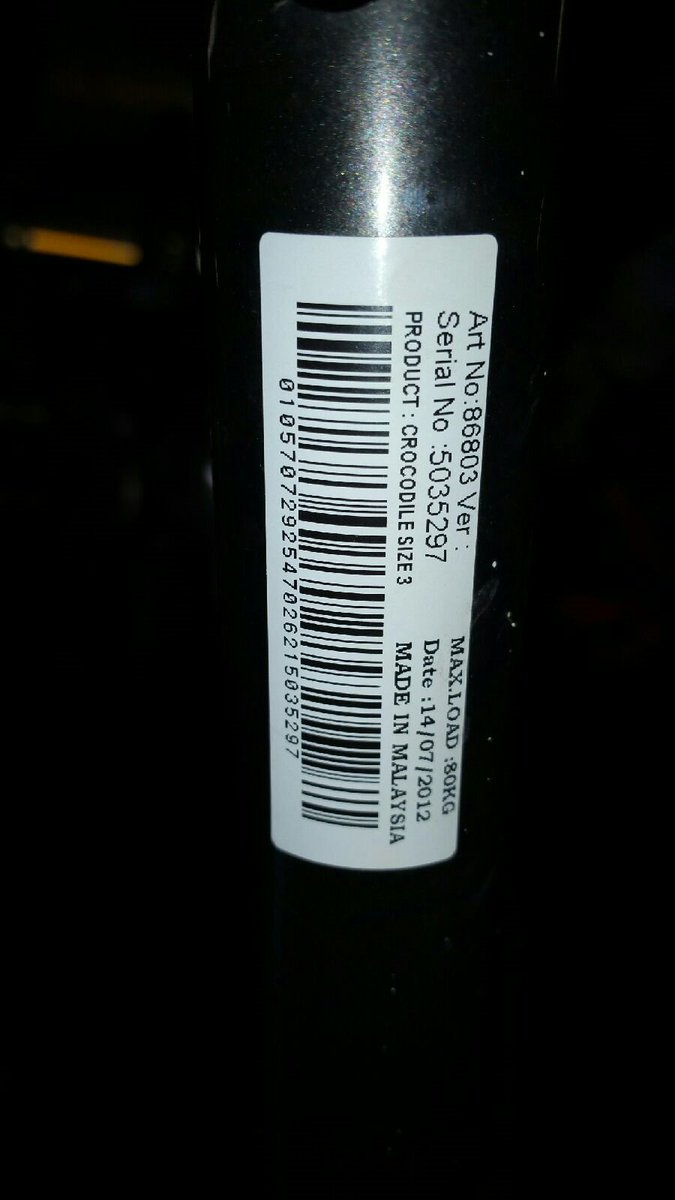 Art No:86803 Ver :
MAX.LOAD :80KG
Serial No :5035297
Date :14/07/2012
PRODUCT : CROCODILE SIZE 3
MADE IN MALAYSIA
0105707292547026215035297